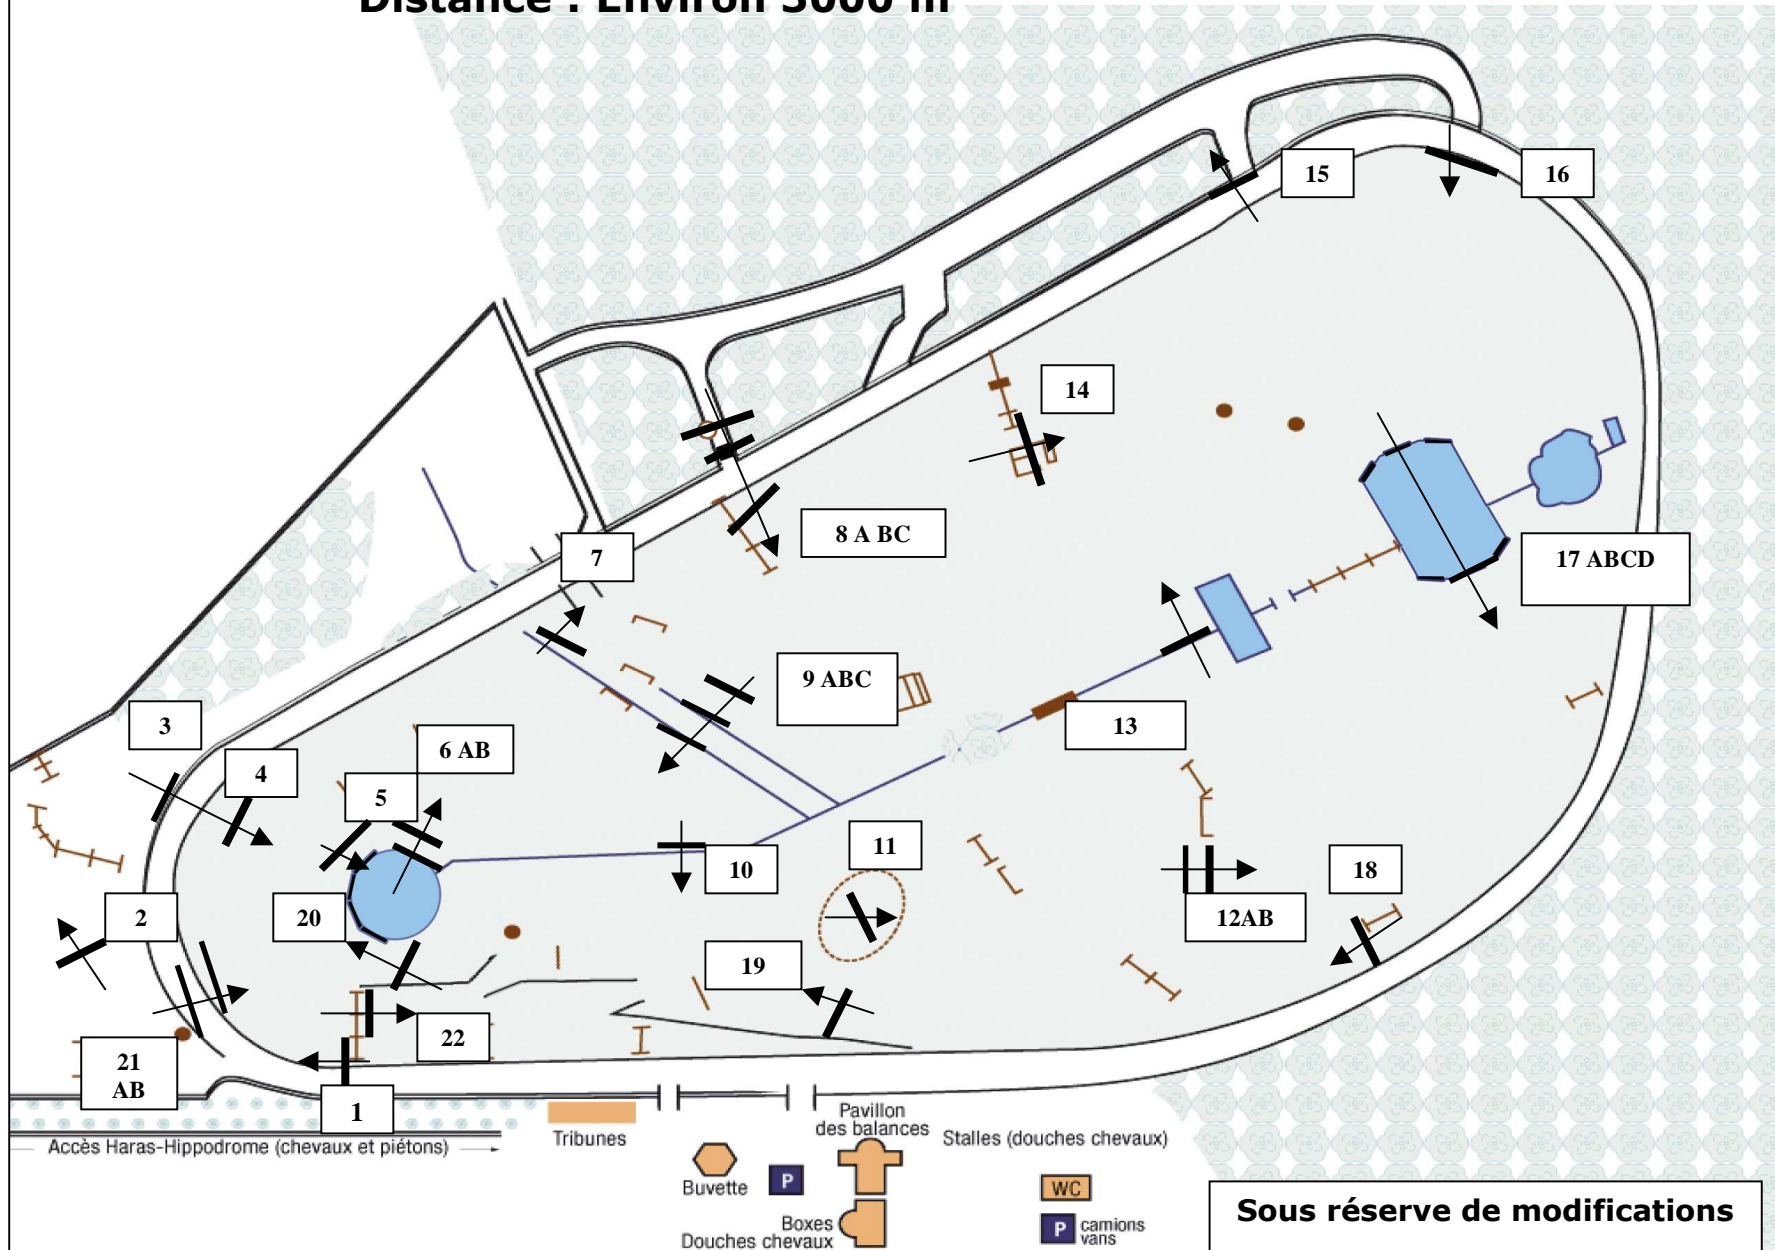 Distance : Environ 5000 m
15
16
14
8 A BC
7
17 ABCD
9 ABC
3
13
6 AB
4
5
11
10
18
2
20
12AB
19
22
21
AB
1
Accès Haras-Hippodrome (chevaux et piétons)
Tribunes
Pavillon
des balances
Stalles (douches chevaux)
Buvette
P
WC
Boxes
Douches chevaux
P
camions
vans
Sous réserve de modifications